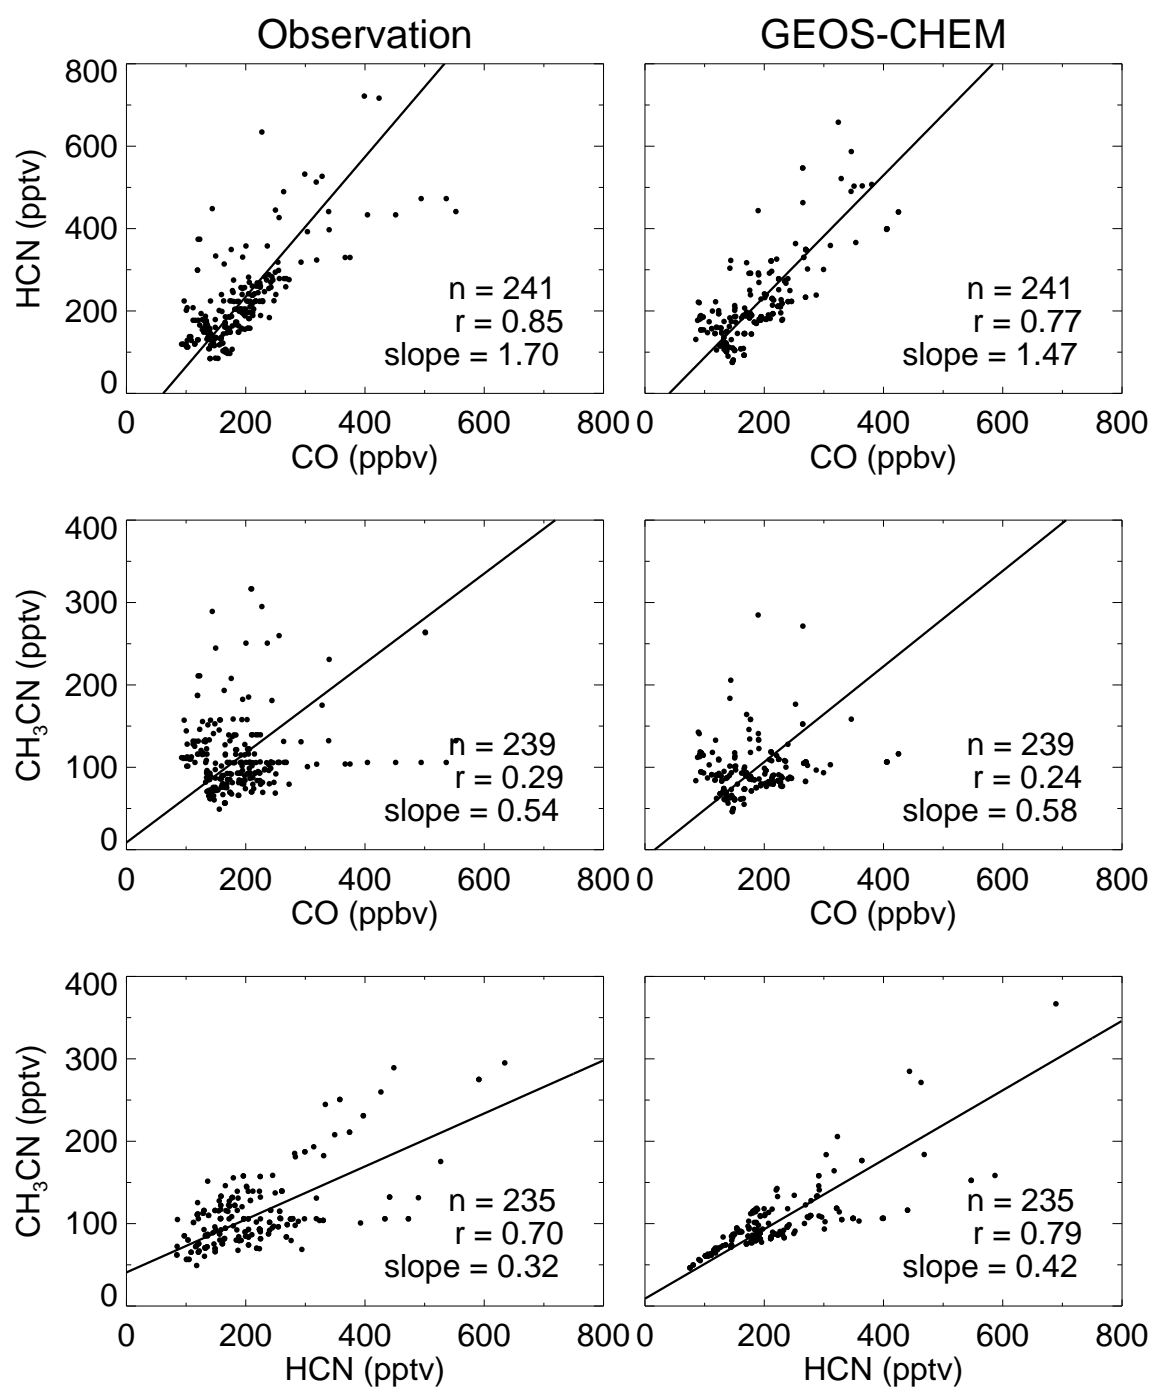 Observation GEOS-CHEM
800
600
400
200
0
HCN (pptv)
n = 241
r = 0.85
slope = 1.70
n = 241
r = 0.77
slope = 1.47
0 200 400 600 800 0 200 400 600 800
CO (ppbv) CO (ppbv)
400
300
200
100
0
CH₃CN (pptv)
n = 239
r = 0.29
slope = 0.54
n = 239
r = 0.24
slope = 0.58
0 200 400 600 800 0 200 400 600 800
CO (ppbv) CO (ppbv)
400
300
200
100
0
CH₃CN (pptv)
n = 235
r = 0.70
slope = 0.32
n = 235
r = 0.79
slope = 0.42
0 200 400 600 800 0 200 400 600 800
HCN (pptv) HCN (pptv)